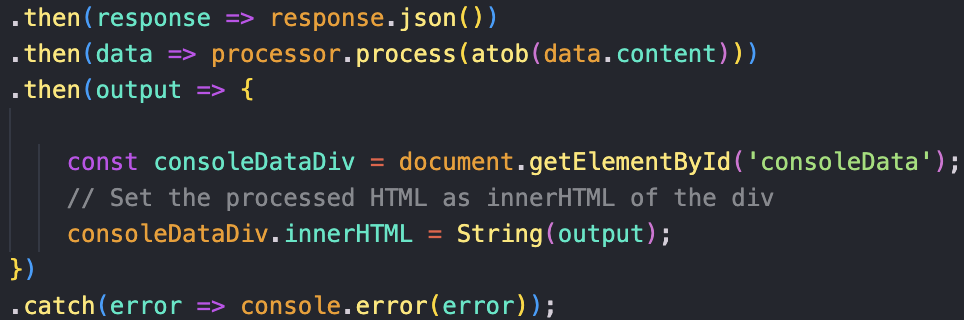 .then(response => response.json())
.then(data => processor.process(atob(data.content)))
.then(output => {
const consoleDataDiv = document.getElementById('consoleData');
// Set the processed HTML as innerHTML of the div
consoleDataDiv.innerHTML = String(output);
})
.catch(error => console.error(error));